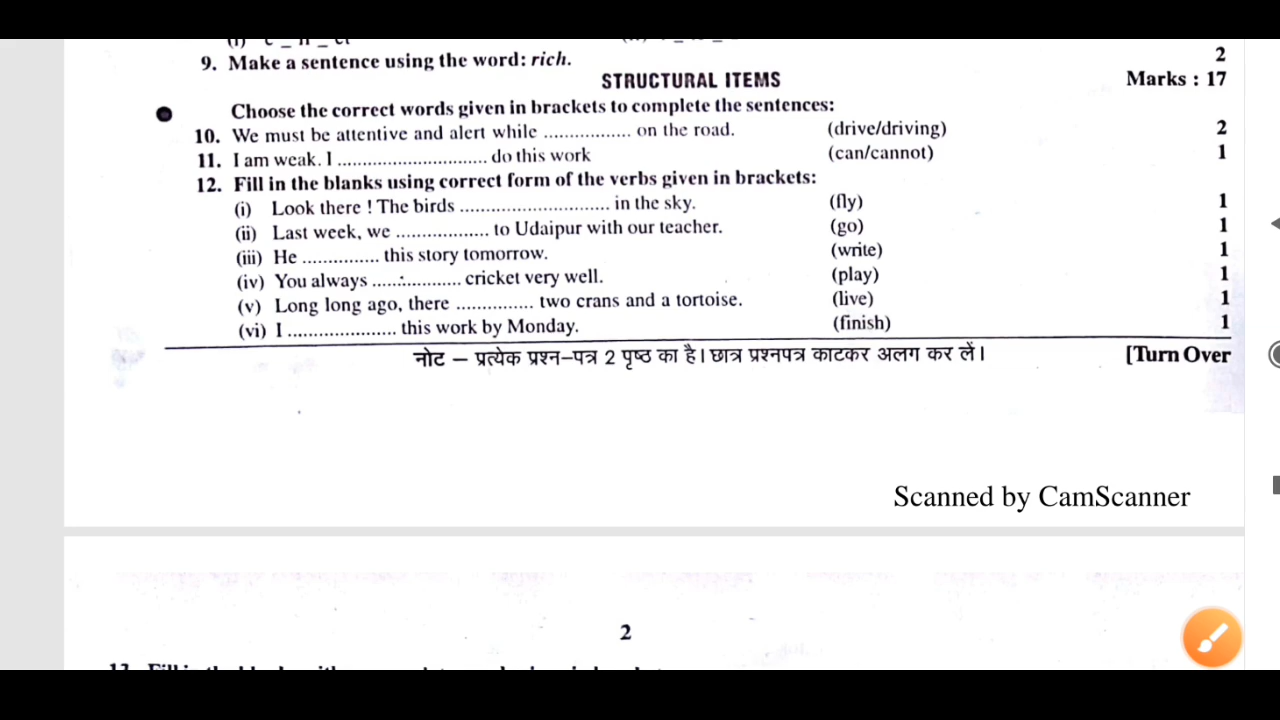 9. Make a sentence using the word: rich. 2
STRUCTURAL ITEMS Marks : 17
Choose the correct words given in brackets to complete the sentences:
10. We must be attentive and alert while ................. on the road. (drive/driving) 2
11. I am weak. I ............................. do this work (can/cannot) 1
12. Fill in the blanks using correct form of the verbs given in brackets:
(i) Look there ! The birds ............................. in the sky. (fly) 1
(ii) Last week, we .................. to Udaipur with our teacher. (go) 1
(iii) He ............... this story tomorrow. (write) 1
(iv) You always ................. cricket very well. (play) 1
(v) Long long ago, there ............... two crans and a tortoise. (live) 1
(vi) I ..................... this work by Monday. (finish) 1
नोट – प्रत्येक प्रश्न–पत्र 2 पृष्ठ का है। छात्र प्रश्नपत्र काटकर अलग कर लें। [Turn Over
Scanned by CamScanner
2